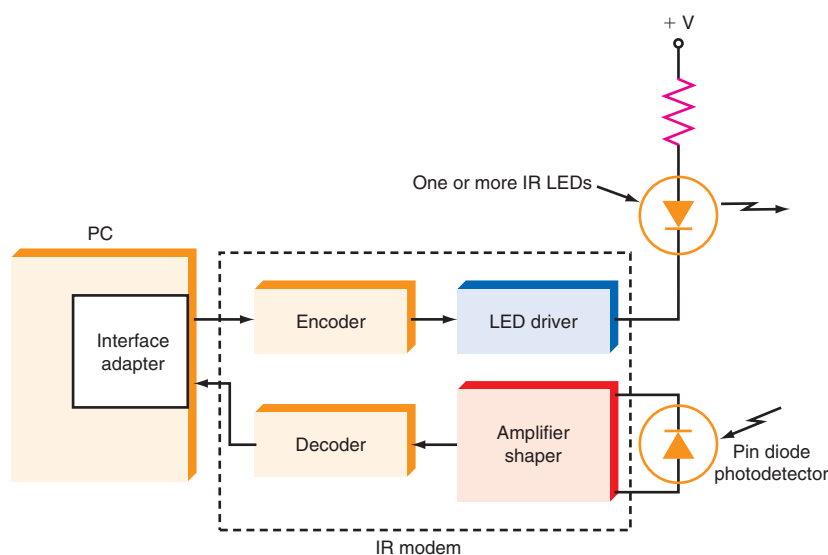 + V
One or more IR LEDs
PC
Encoder
LED driver
Interface
adapter
Decoder
Amplifier
shaper
Pin diode
photodetector
IR modem